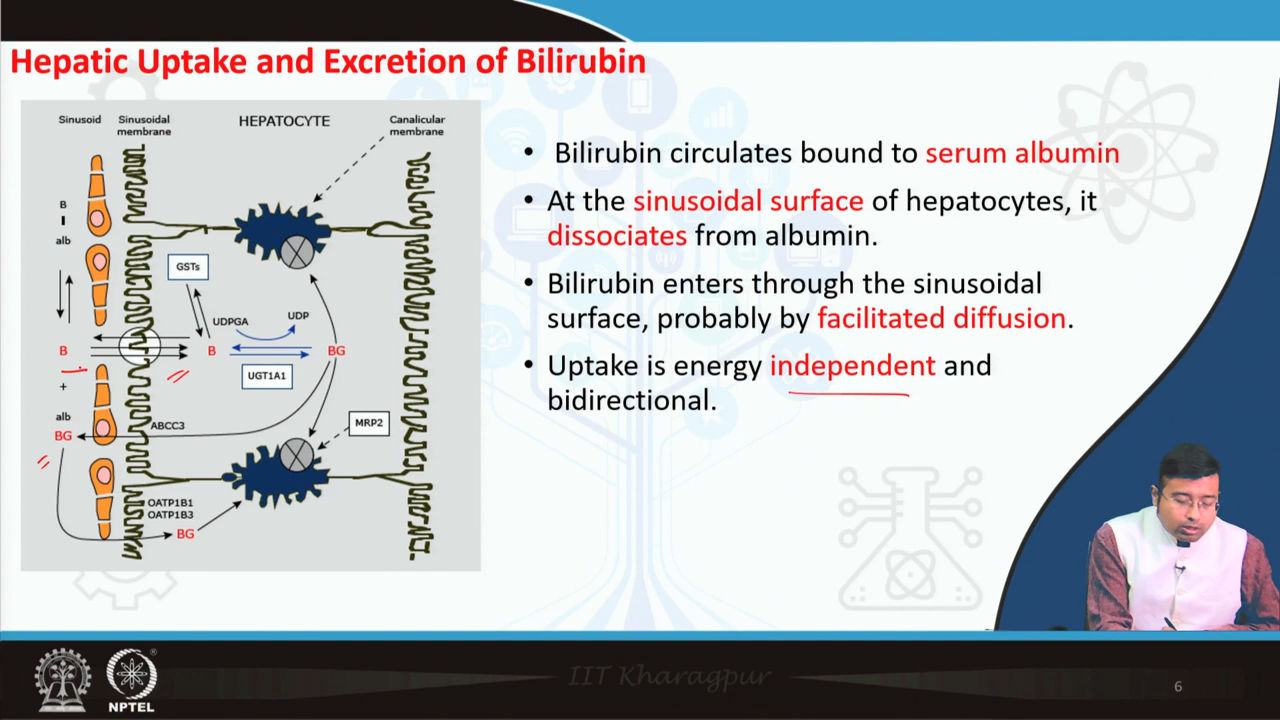 Hepatic Uptake and Excretion of Bilirubin
Sinusoid
Sinusoidal
membrane
HEPATOCYTE
Canalicular
membrane
B
alb
GSTs
UDPGA
UDP
B
B
BG
UGT1A1
+
alb
BG
ABCC3
MRP2
OATP1B1
OATP1B3
BG
• Bilirubin circulates bound to serum albumin
• At the sinusoidal surface of hepatocytes, it
dissociates from albumin.
• Bilirubin enters through the sinusoidal
surface, probably by facilitated diffusion.
• Uptake is energy independent and
bidirectional.
NPTEL
®
IIT Kharagpur
6